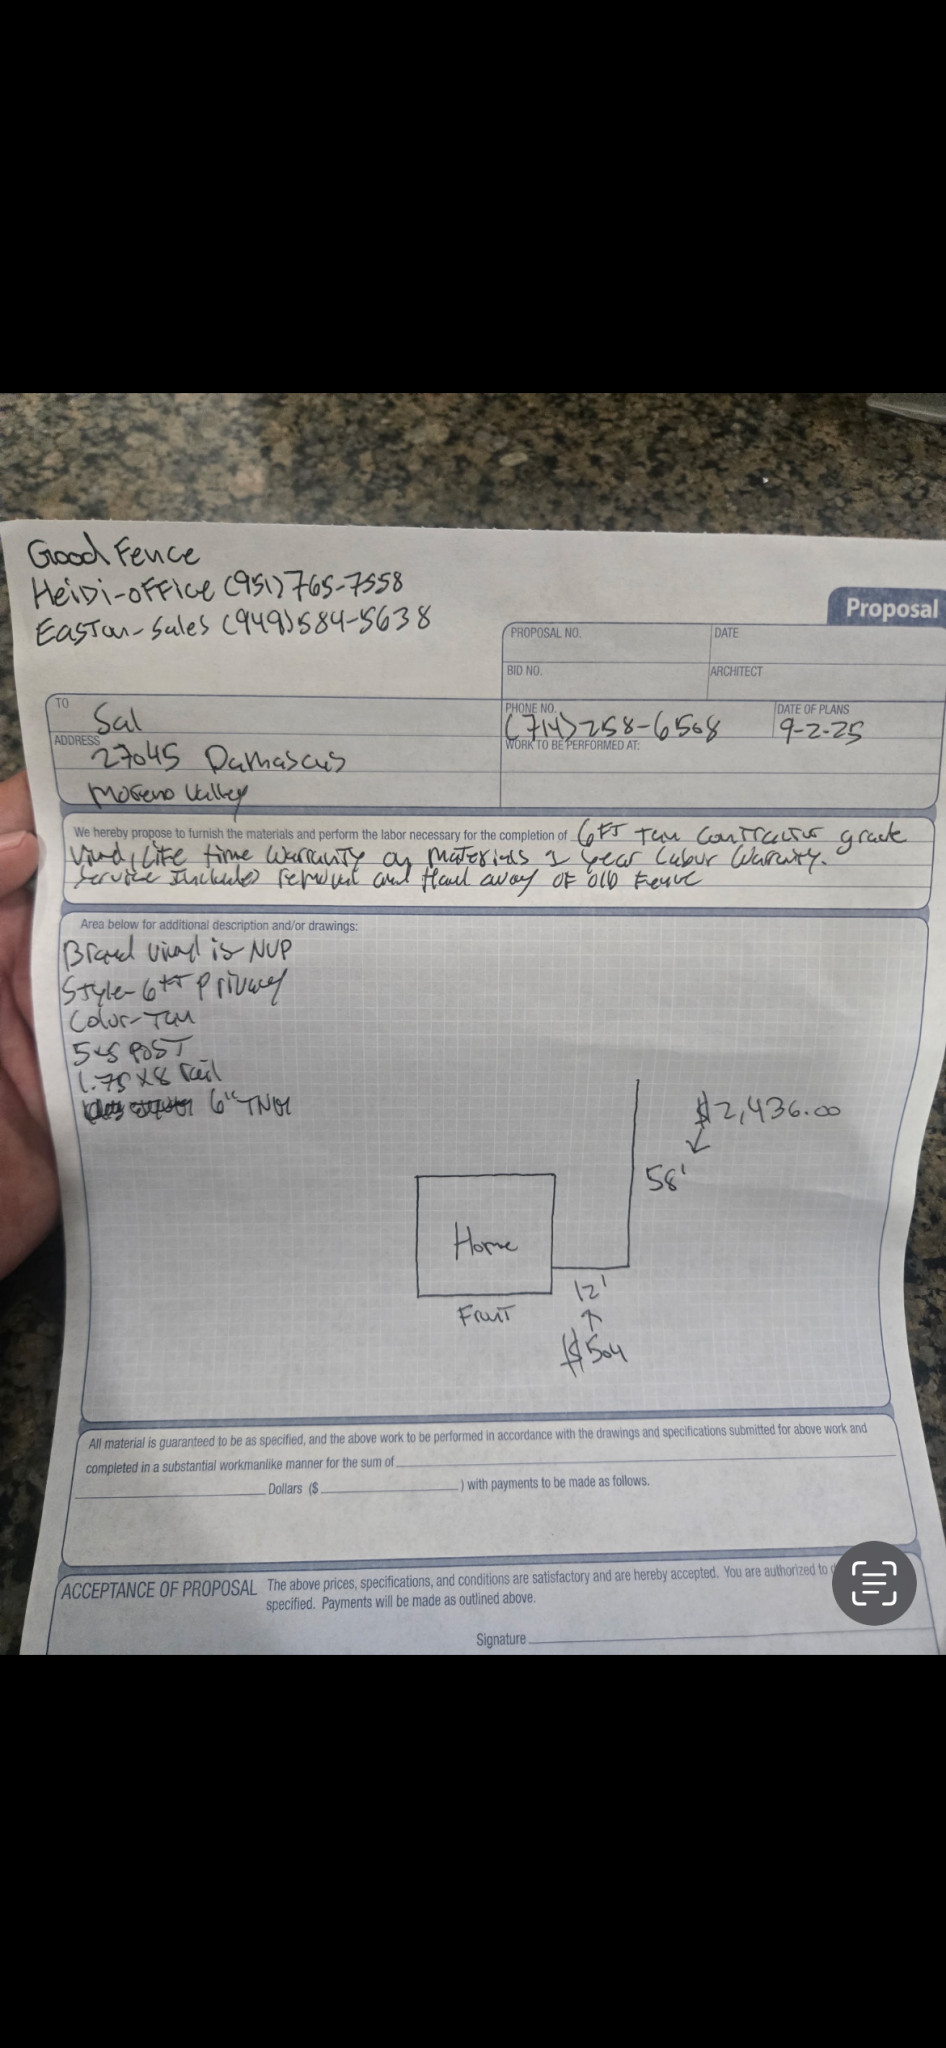 Good Fence
Heidi-office (951) 765-7558
Easton-Sales (949) 584-5638
Proposal
PROPOSAL NO.
DATE
BID NO.
ARCHITECT
TO
Sal
PHONE NO.
(714) 258-6508
DATE OF PLANS
9-2-25
ADDRESS
27045 Damascus
WORK TO BE PERFORMED AT:
Moreno Valley
We hereby propose to furnish the materials and perform the labor necessary for the completion of 6FT Tan Contractor grade
Vinyl, Life time Warranty on Materials 1 year Labour Warranty.
Service Includes removal and Haul away OF Old Fence
Area below for additional description and/or drawings:
Brand vinyl is NVP
Style- 6FT Privacy
Color-Tan
5x5 POST
1.75 x 8 rail
6"
$2,436.00
58'
Home
12'
Front
$504
All material is guaranteed to be as specified, and the above work to be performed in accordance with the drawings and specifications submitted for above work and
completed in a substantial workmanlike manner for the sum of
Dollars ($ ) with payments to be made as follows.
ACCEPTANCE OF PROPOSAL The above prices, specifications, and conditions are satisfactory and are hereby accepted. You are authorized to
specified. Payments will be made as outlined above.
Signature